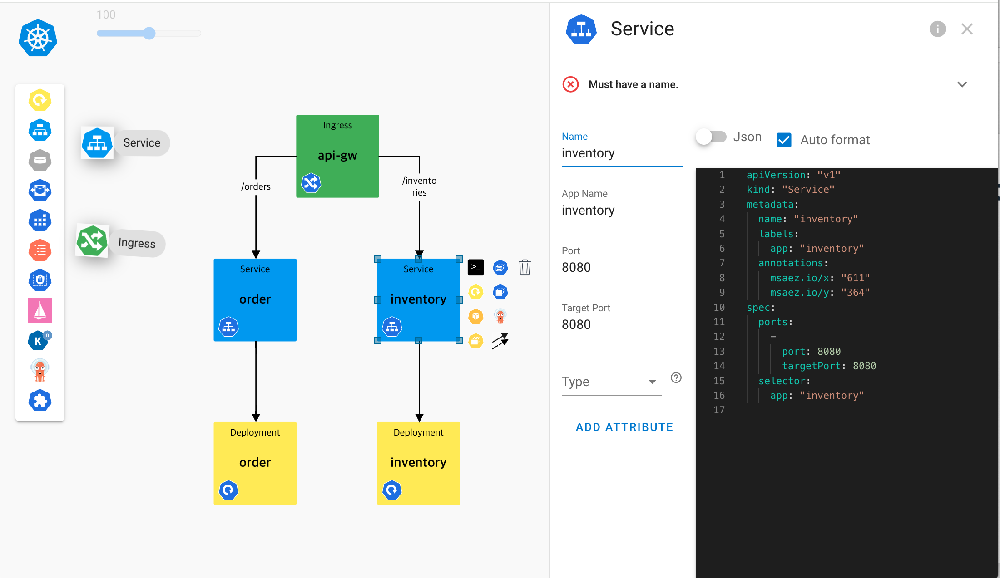 100
Service
Ingress
Ingress
api-gw
/orders
/invento
ries
Service
order
Service
inventory
>_
Deployment
order
Deployment
inventory
K
n
Service
i
Must have a name.
Name
inventory
App Name
inventory
Port
8080
Target Port
8080
Type
?
ADD ATTRIBUTE
Json
Auto format
1 apiVersion: "v1"
2 kind: "Service"
3 metadata:
4 name: "inventory"
5 labels:
6 app: "inventory"
7 annotations:
8 msaez.io/x: "611"
9 msaez.io/y: "364"
10 spec:
11 ports:
12 -
13 port: 8080
14 targetPort: 8080
15 selector:
16 app: "inventory"
17